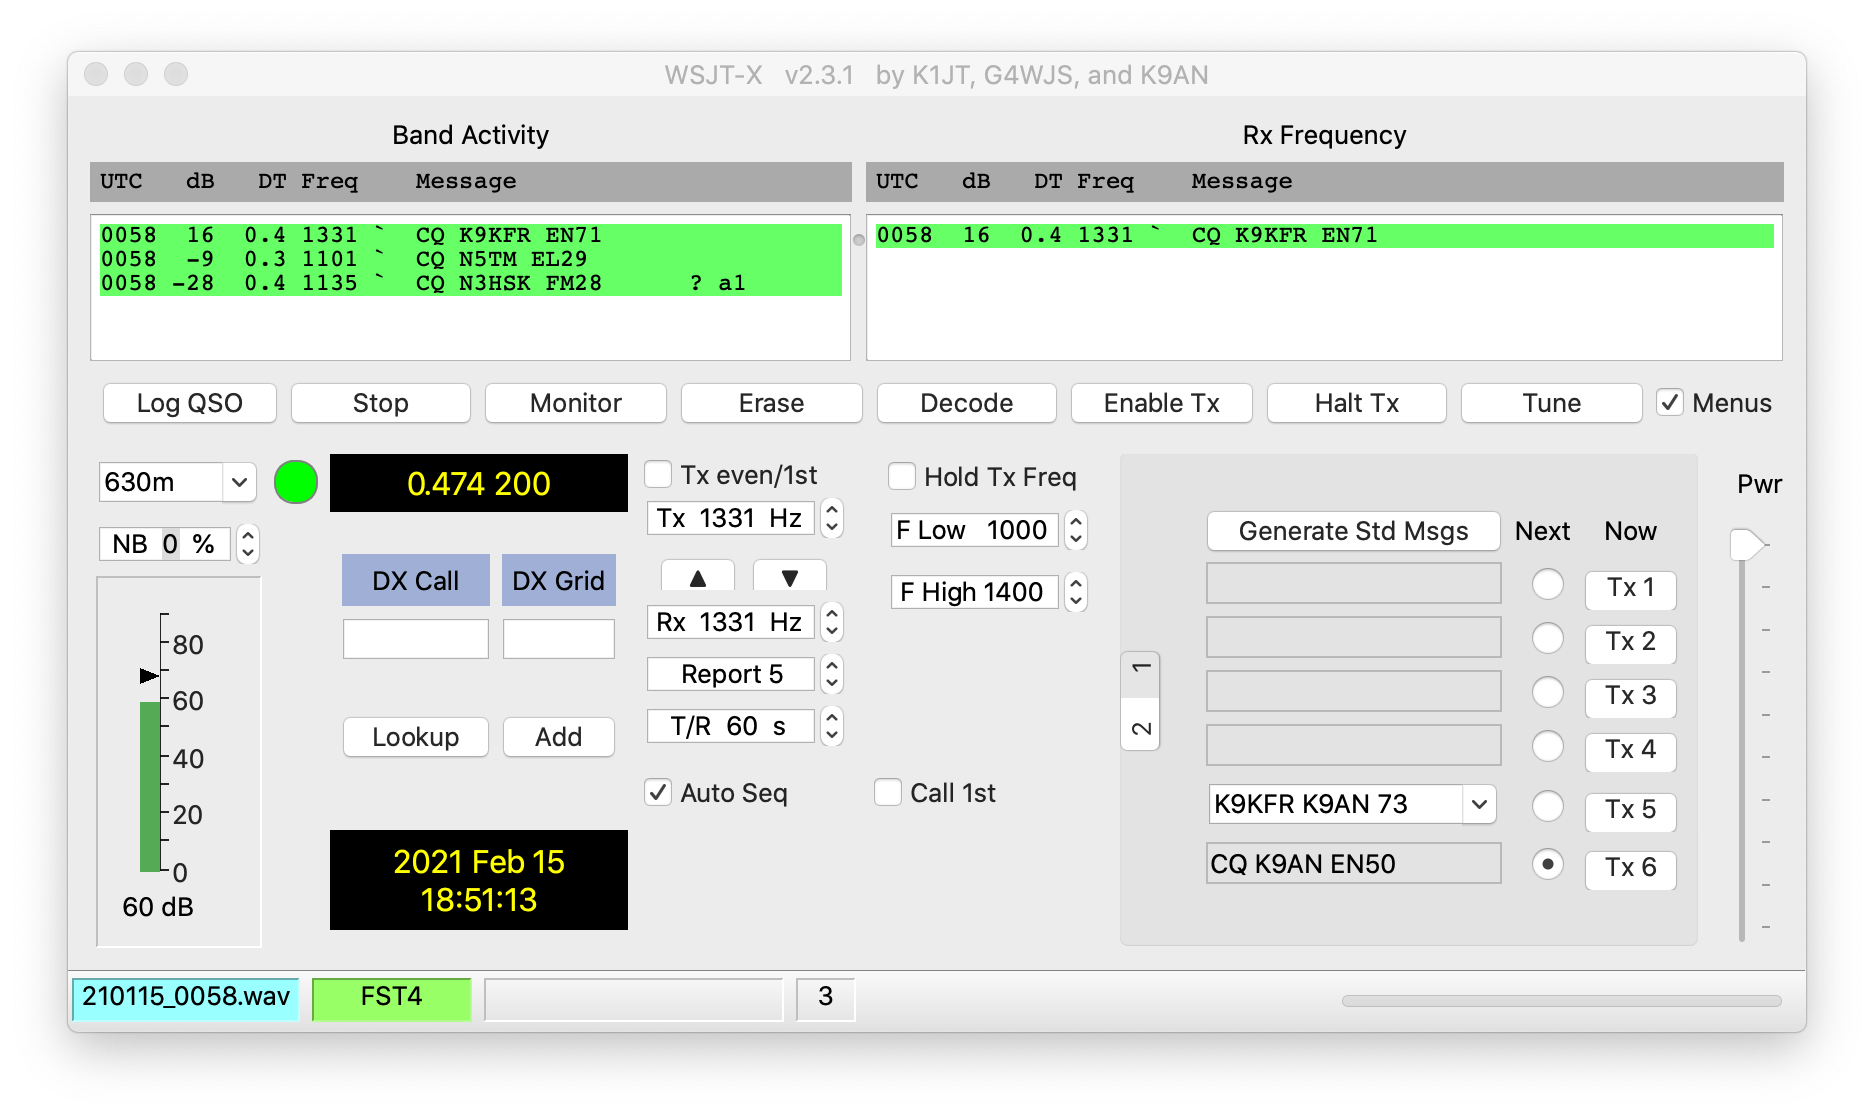 WSJT-X v2.3.1 by K1JT, G4WJS, and K9AN
Band Activity
UTC dB DT Freq Message
0058 16 0.4 1331 ` CQ K9KFR EN71
0058 -9 0.3 1101 ` CQ N5TM EL29
0058 -28 0.4 1135 ` CQ N3HSK FM28 ? a1
Rx Frequency
UTC dB DT Freq Message
0058 16 0.4 1331 ` CQ K9KFR EN71
Log QSO Stop Monitor Erase Decode Enable Tx Halt Tx Tune Menus
630m
0.474 200
NB 0 %
80
60
40
20
0
60 dB
DX Call DX Grid
Lookup Add
2021 Feb 15
18:51:13
Tx even/1st
Tx 1331 Hz
▲ ▼
Rx 1331 Hz
Report 5
T/R 60 s
Auto Seq
Hold Tx Freq
F Low 1000
F High 1400
Call 1st
1
2
Generate Std Msgs Next Now
Tx 1
Tx 2
Tx 3
Tx 4
K9KFR K9AN 73 Tx 5
CQ K9AN EN50 Tx 6
Pwr
210115_0058.wav FST4 3